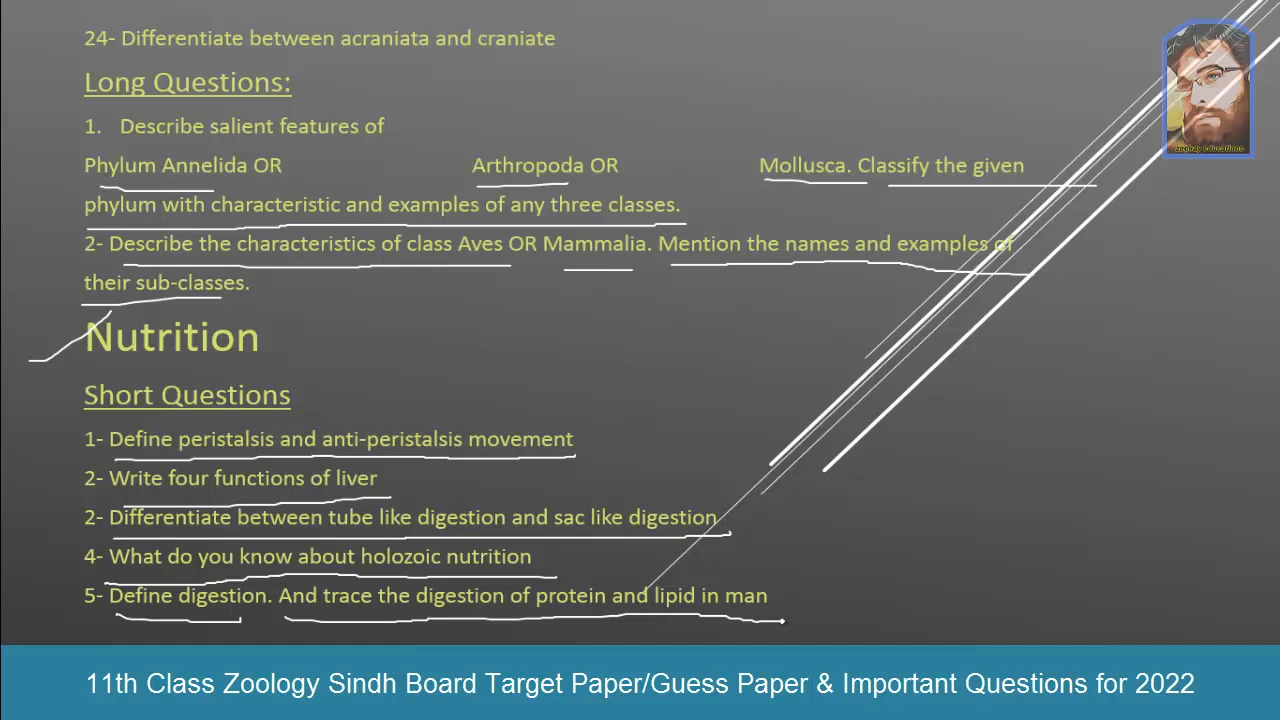 24- Differentiate between acraniata and craniate
Long Questions:
1. Describe salient features of
Phylum Annelida OR Arthropoda OR Mollusca. Classify the given
phylum with characteristic and examples of any three classes.
2- Describe the characteristics of class Aves OR Mammalia. Mention the names and examples of
their sub-classes.
Nutrition
Short Questions
1- Define peristalsis and anti-peristalsis movement
2- Write four functions of liver
2- Differentiate between tube like digestion and sac like digestion
4- What do you know about holozoic nutrition
5- Define digestion. And trace the digestion of protein and lipid in man
zeekay educations
11th Class Zoology Sindh Board Target Paper/Guess Paper & Important Questions for 2022